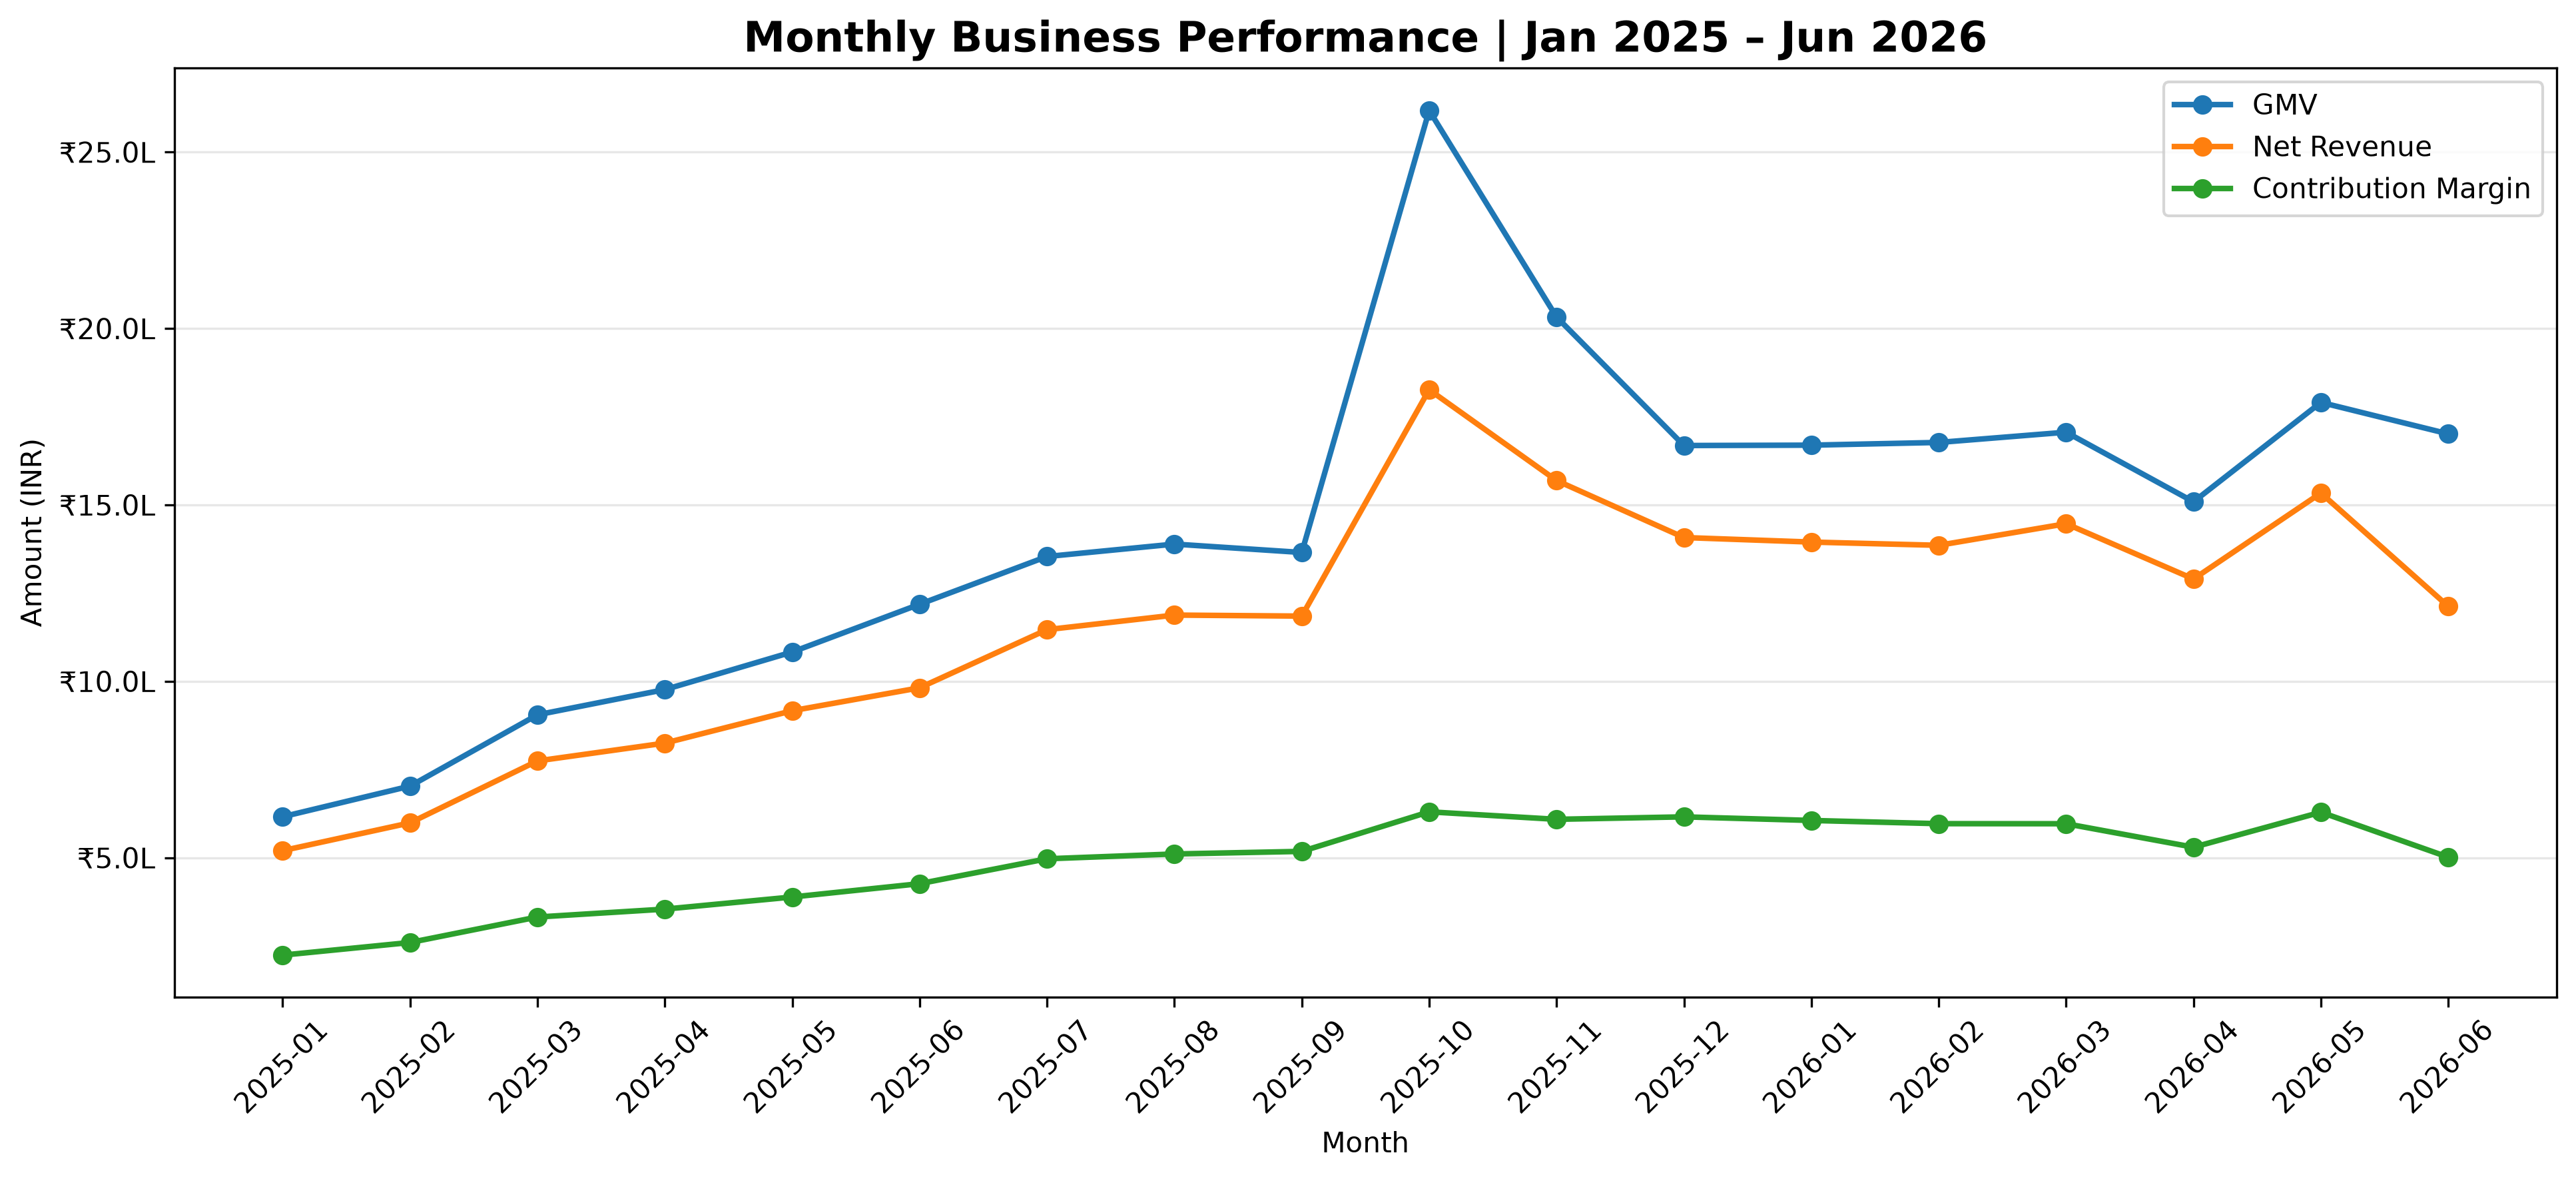 Monthly Business Performance | Jan 2025 – Jun 2026
GMV
Net Revenue
Contribution Margin
Amount (INR)
₹25.0L
₹20.0L
₹15.0L
₹10.0L
₹5.0L
2025-01
2025-02
2025-03
2025-04
2025-05
2025-06
2025-07
2025-08
2025-09
2025-10
2025-11
2025-12
2026-01
2026-02
2026-03
2026-04
2026-05
2026-06
Month